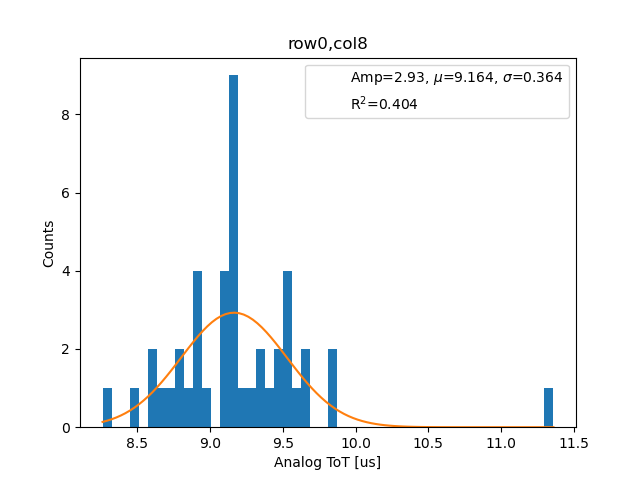 row0,col8
Amp=2.93, μ=9.164, σ=0.364
R²=0.404
Counts
8
6
4
2
0
8.5 9.0 9.5 10.0 10.5 11.0 11.5
Analog ToT [us]